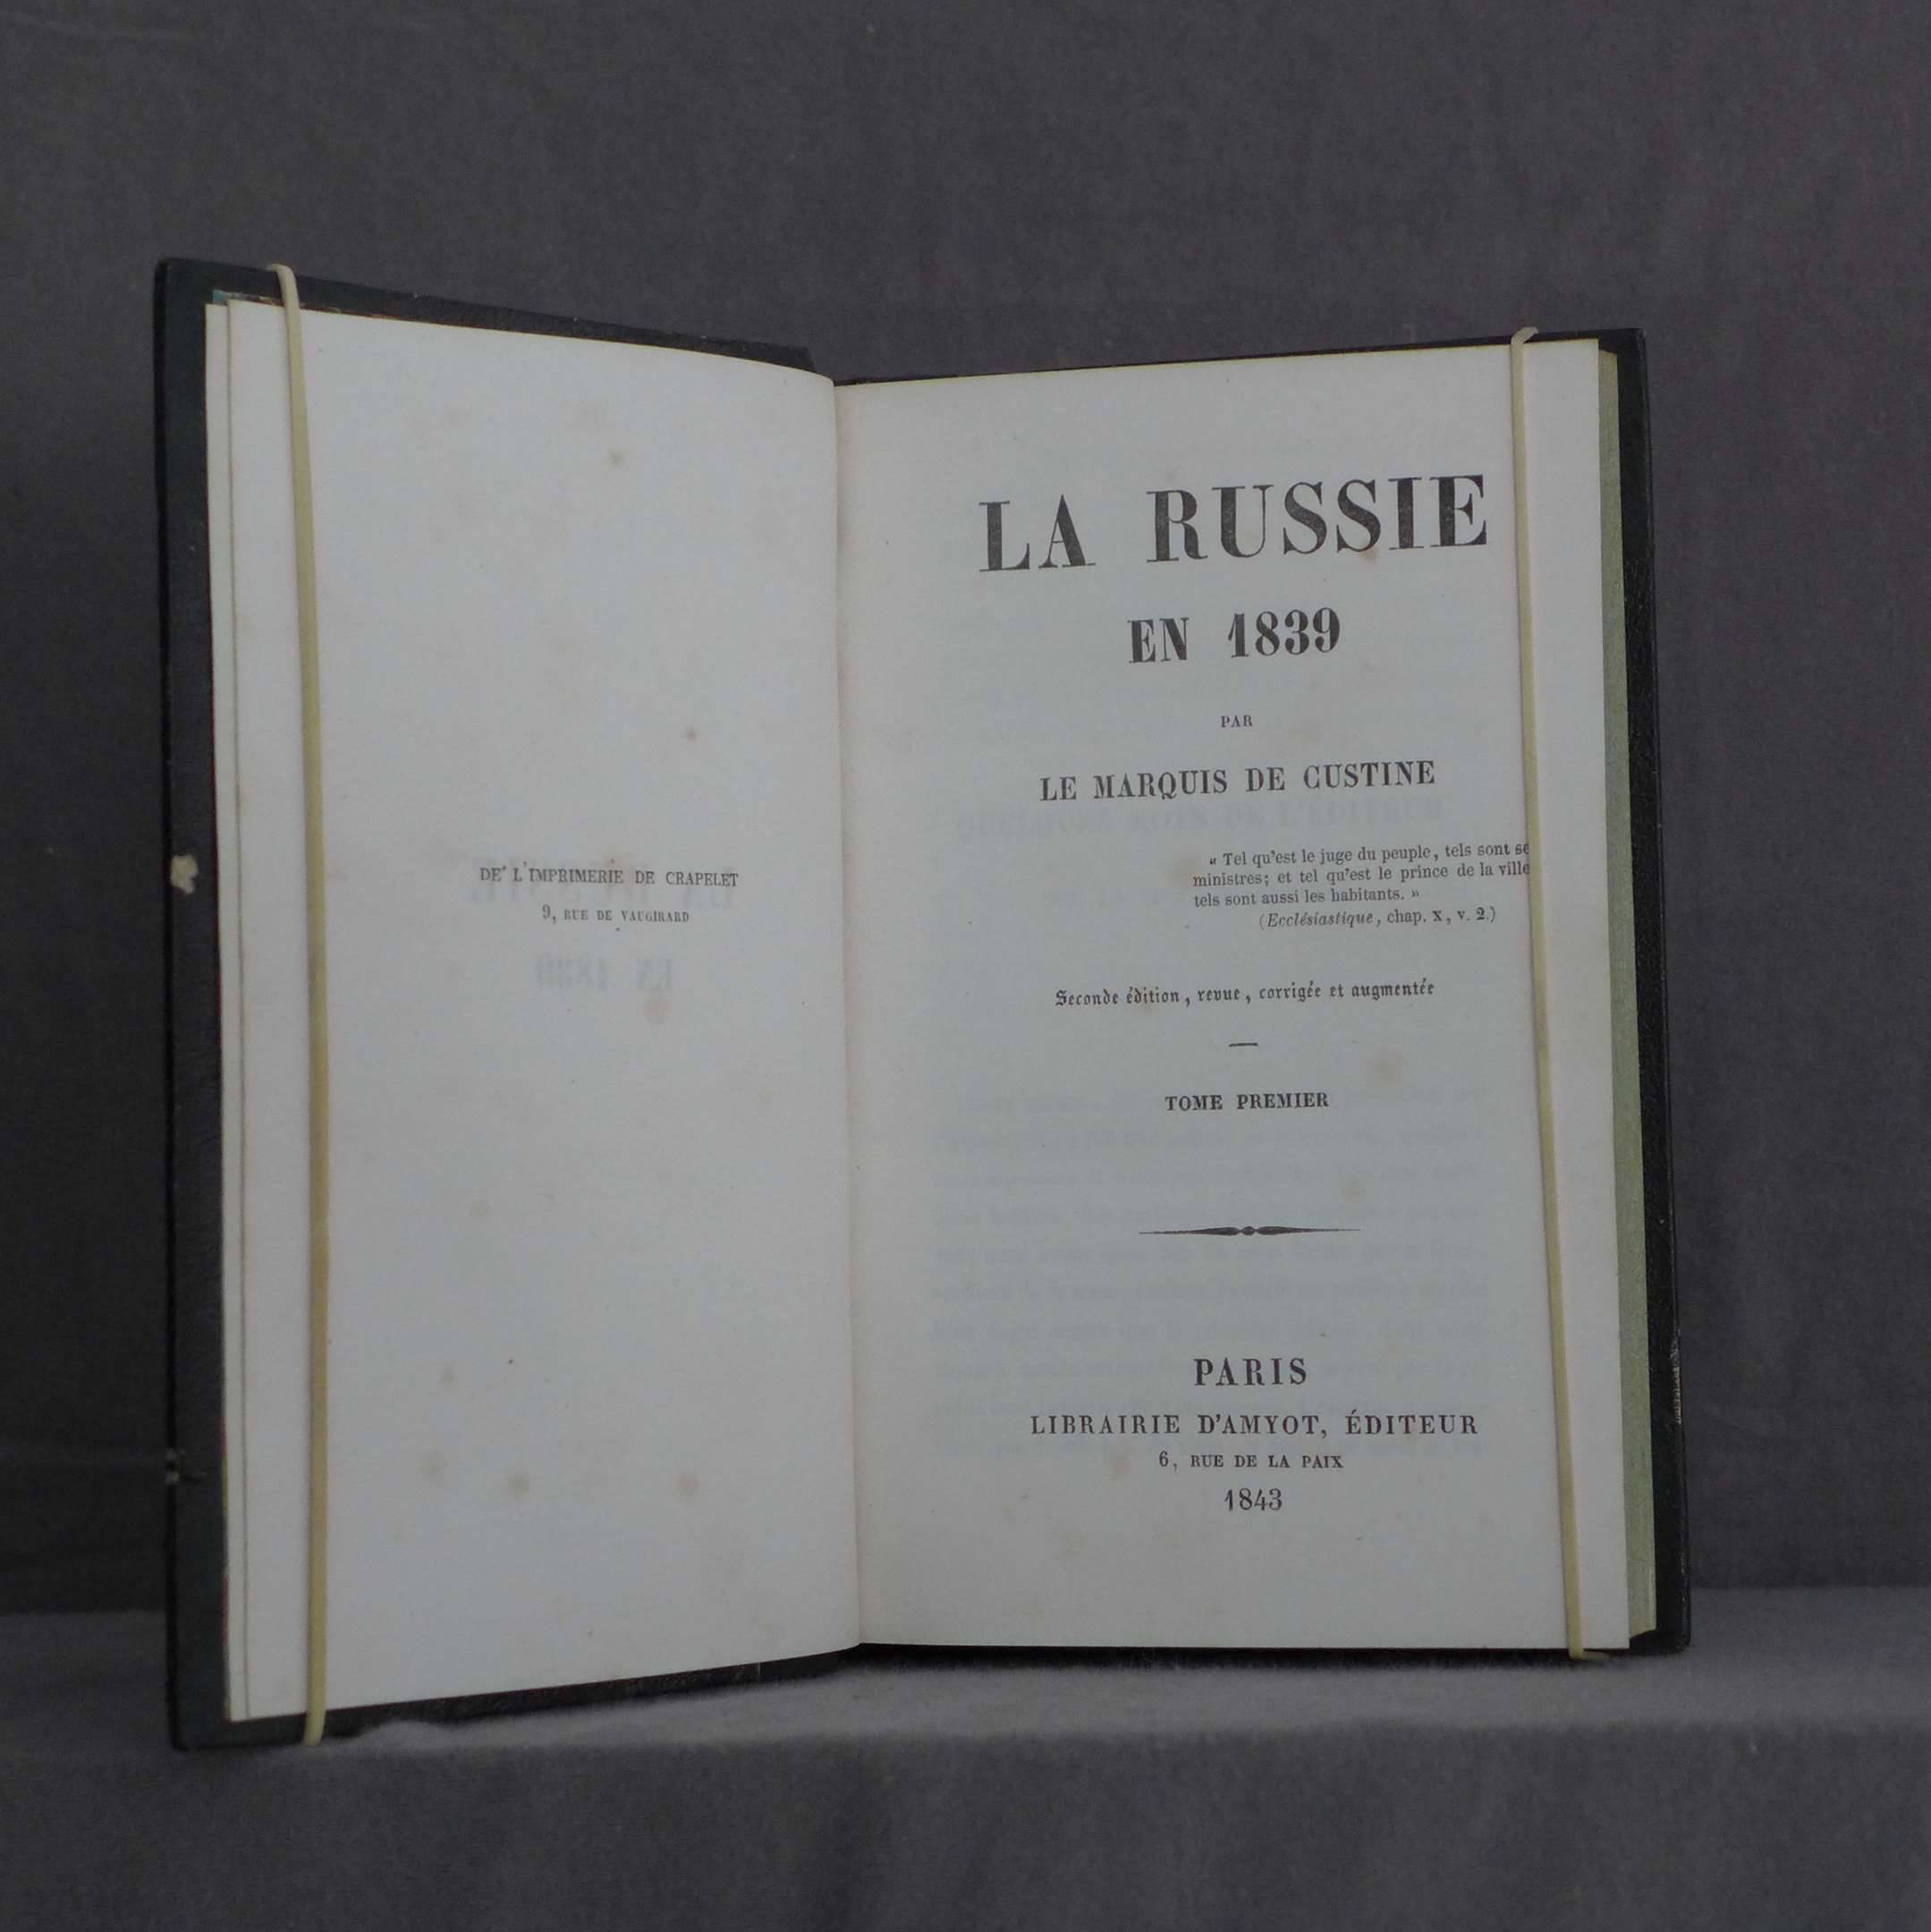 DE L'IMPRIMERIE DE CRAPELET
9, RUE DE VAUGIRARD
LA RUSSIE
EN 1839
PAR
LE MARQUIS DE CUSTINE
« Tel qu'est le juge du peuple, tels sont se
ministres; et tel qu'est le prince de la ville
tels sont aussi les habitants. »
(Ecclésiastique, chap. x, v. 2.)
Seconde édition, revue, corrigée et augmentée
TOME PREMIER
PARIS
LIBRAIRIE D'AMYOT, ÉDITEUR
6, RUE DE LA PAIX
1843